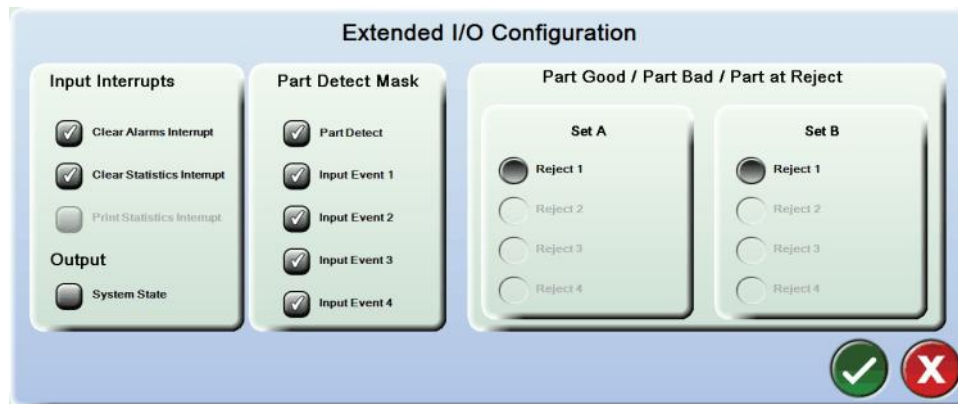 Extended I/O Configuration
Input Interrupts
Clear Alarms Interrupt
Clear Statistics Interrupt
Print Statistics Interrupt
Output
System State
Part Detect Mask
Part Detect
Input Event 1
Input Event 2
Input Event 3
Input Event 4
Part Good / Part Bad / Part at Reject
Set A
Reject 1
Reject 2
Reject 3
Reject 4
Set B
Reject 1
Reject 2
Reject 3
Reject 4